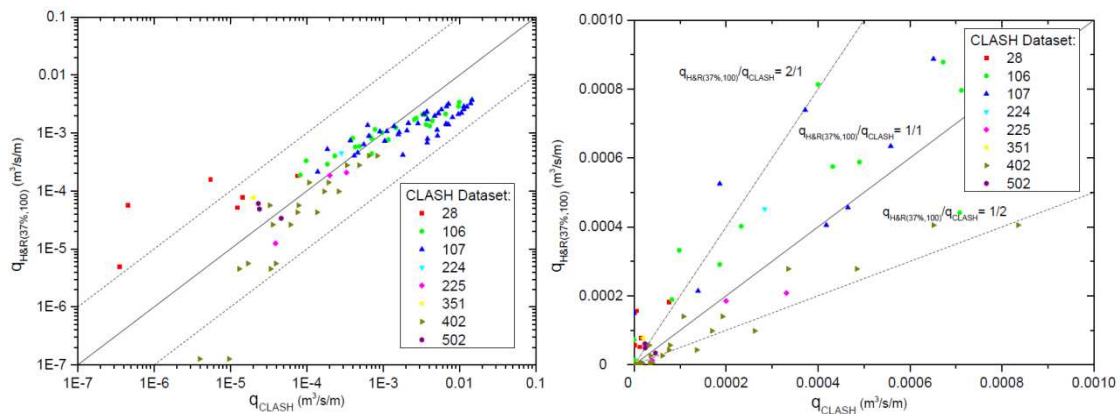 0.1
0.01
1E-3
1E-4
1E-5
1E-6
1E-7
q_H&R(37%,100) (m³/s/m)
1E-7 1E-6 1E-5 1E-4 1E-3 0.01 0.1
q_CLASH (m³/s/m)
CLASH Dataset:
28
106
107
224
225
351
402
502
0.0010
0.0008
0.0006
0.0004
0.0002
0
q_H&R(37%,100) (m³/s/m)
0 0.0002 0.0004 0.0006 0.0008 0.0010
q_CLASH (m³/s/m)
q_H&R(37%,100)/q_CLASH= 2/1
q_H&R(37%,100)/q_CLASH= 1/1
q_H&R(37%,100)/q_CLASH = 1/2
CLASH Dataset:
28
106
107
224
225
351
402
502